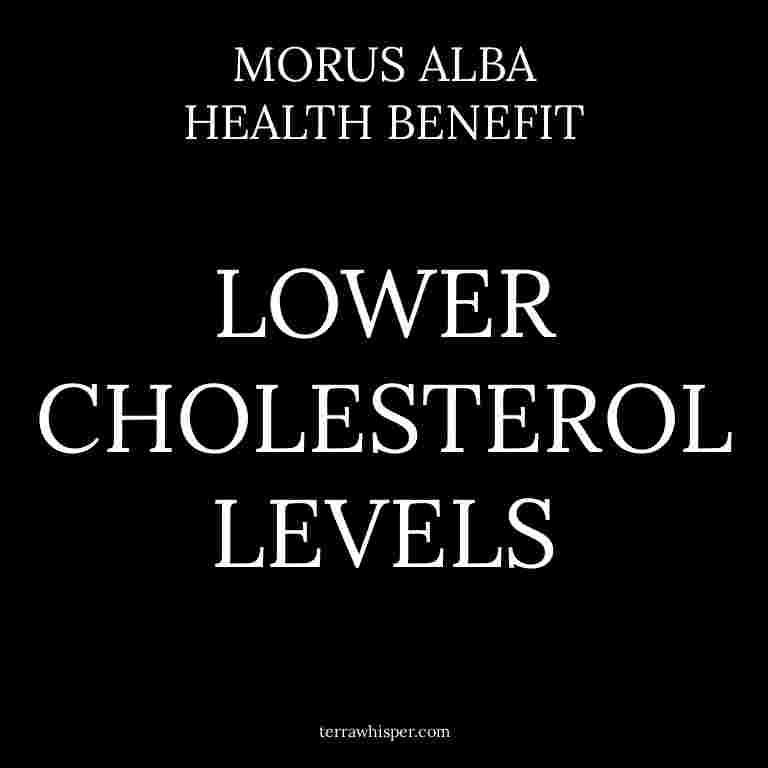 MORUS ALBA
HEALTH BENEFIT
LOWER
CHOLESTEROL
LEVELS
terrawhisper.com